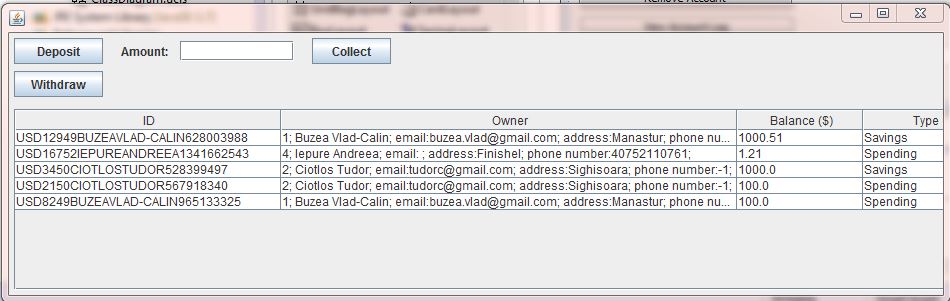 Remove Account
Deposit Amount: Collect
Withdraw
ID Owner Balance ($) Type
USD12949BUZEAVLAD-CALIN628003988 1; Buzea Vlad-Calin; email:buzea.vlad@gmail.com; address:Manastur; phone nu... 1000.51 Savings
USD16752IEPUREANDREEA1341662543 4; Iepure Andreea; email: ; address:Finishel; phone number:40752110761; 1.21 Spending
USD3450CIOTLOSTUDOR528399497 2; Ciotlos Tudor; email:tudorc@gmail.com; address:Sighisoara; phone number:-1; 1000.0 Savings
USD2150CIOTLOSTUDOR567918340 2; Ciotlos Tudor; email:tudorc@gmail.com; address:Sighisoara; phone number:-1; 100.0 Spending
USD8249BUZEAVLAD-CALIN965133325 1; Buzea Vlad-Calin; email:buzea.vlad@gmail.com; address:Manastur; phone nu... 100.0 Spending